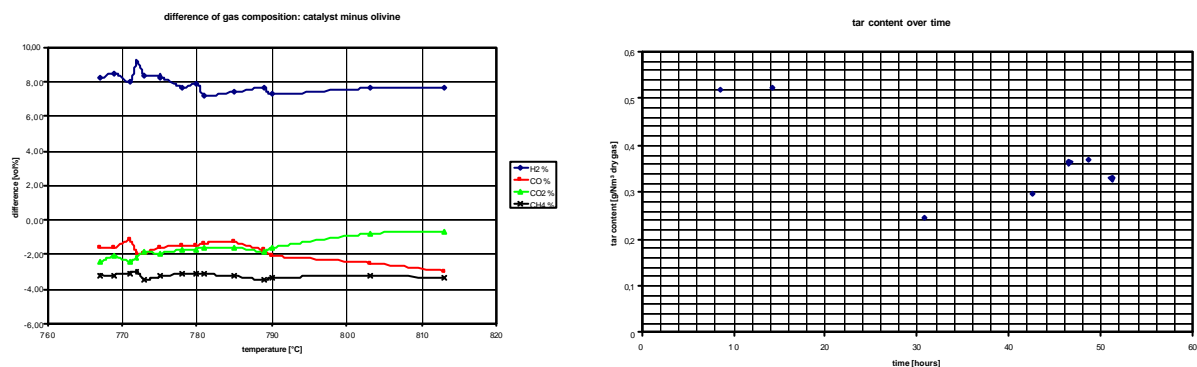 difference of gas composition: catalyst minus olivine
10,00
8,00
6,00
4,00
2,00
0,00
-2,00
-4,00
-6,00
difference [vol%]
760 770 780 790 800 810 820
temperature [°C]
H2 %
CO %
CO2 %
CH4 %
tar content over time
0,6
0,5
0,4
0,3
0,2
0,1
0
tar content [g/Nm³ dry gas]
0 10 20 30 40 50 60
time [hours]